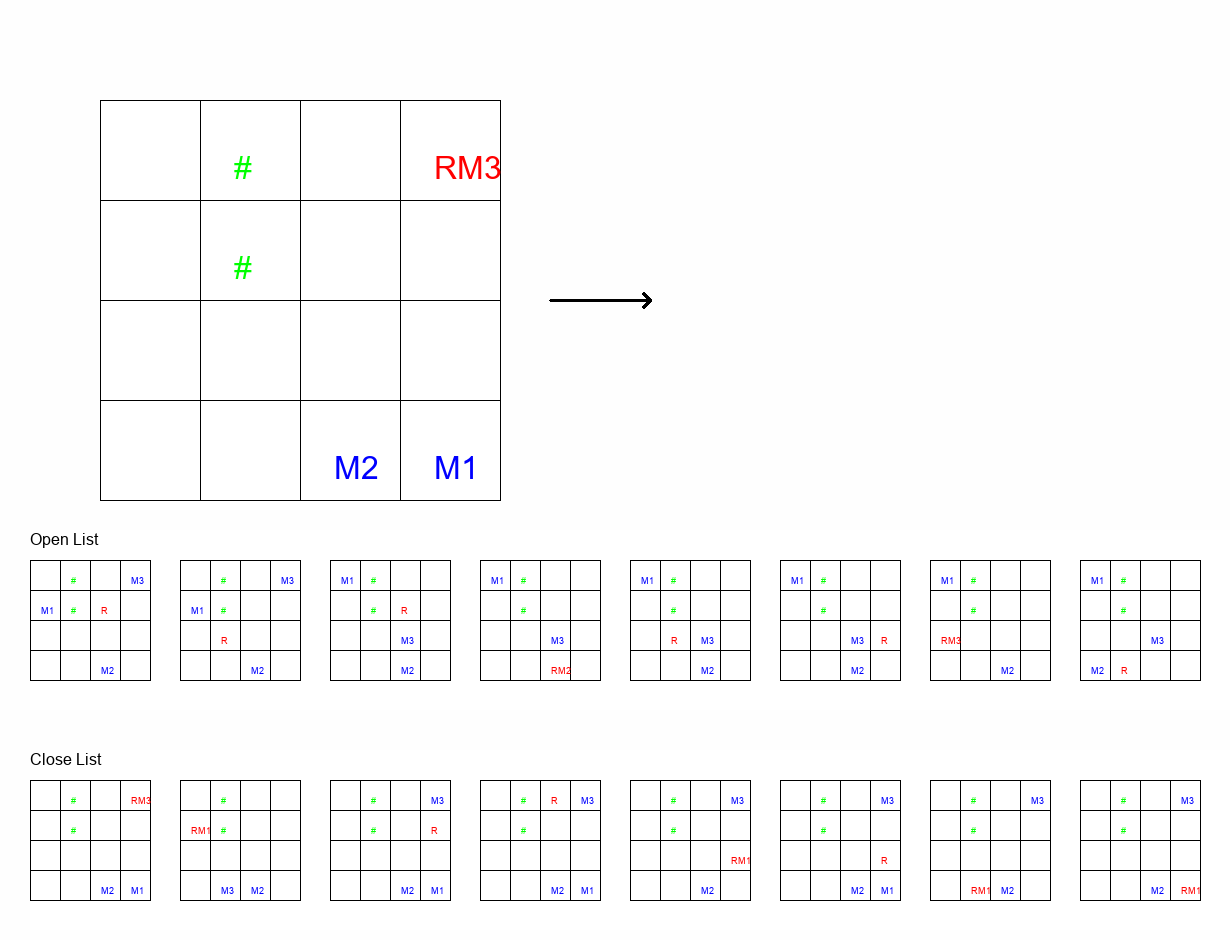 # RM3
#
M2 M1
Open List
# M3 # M3 M1 # M1 # M1 # M1 # M1 # M1 #
M1 # R M1 # # R # # # # #
R M3 M3 R M3 M3 R RM3 M3
M2 M2 M2 RM2 M2 M2 M2 M2 R
Close List
# RM3 # # M3 # R M3 # M3 # M3 # M3 # M3
# RM1 # # R # # # # #
RM1 R
M2 M1 M3 M2 M2 M1 M2 M1 M2 M2 M1 RM1 M2 M2 RM1